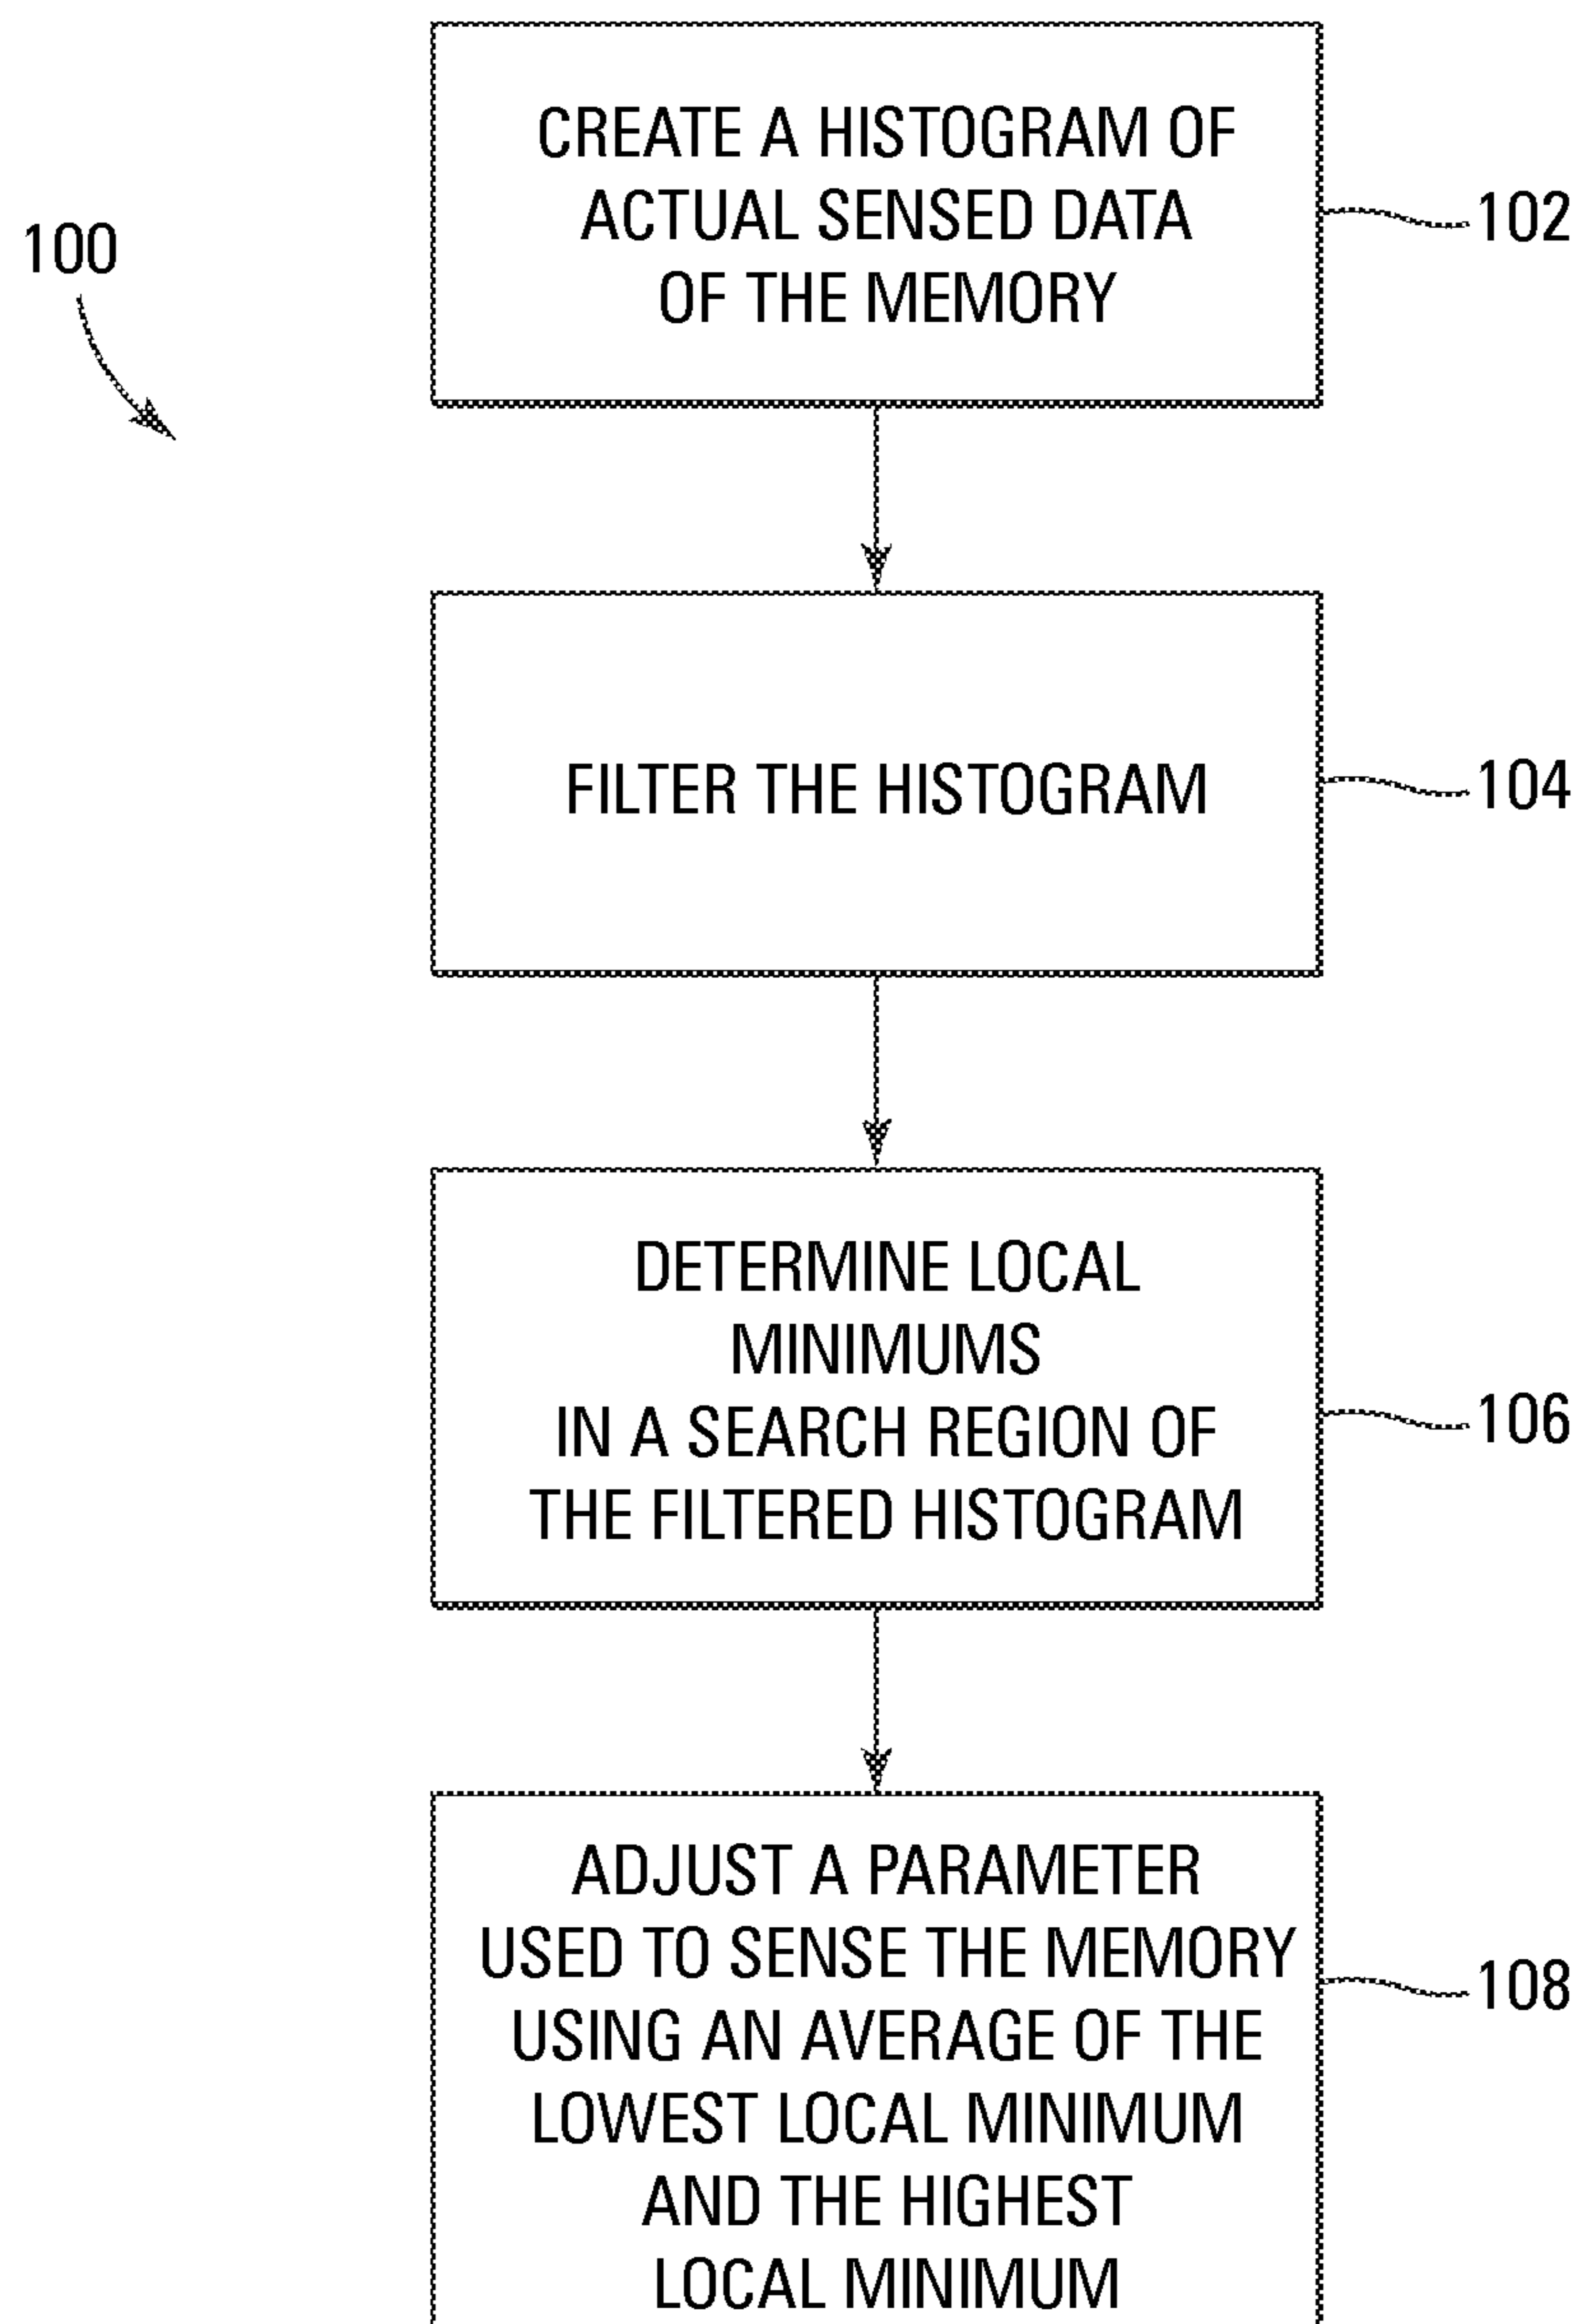 100
CREATE A HISTOGRAM OF
ACTUAL SENSED DATA
OF THE MEMORY
102
FILTER THE HISTOGRAM
104
DETERMINE LOCAL
MINIMUMS
IN A SEARCH REGION OF
THE FILTERED HISTOGRAM
106
ADJUST A PARAMETER
USED TO SENSE THE MEMORY
USING AN AVERAGE OF THE
LOWEST LOCAL MINIMUM
AND THE HIGHEST
LOCAL MINIMUM
108